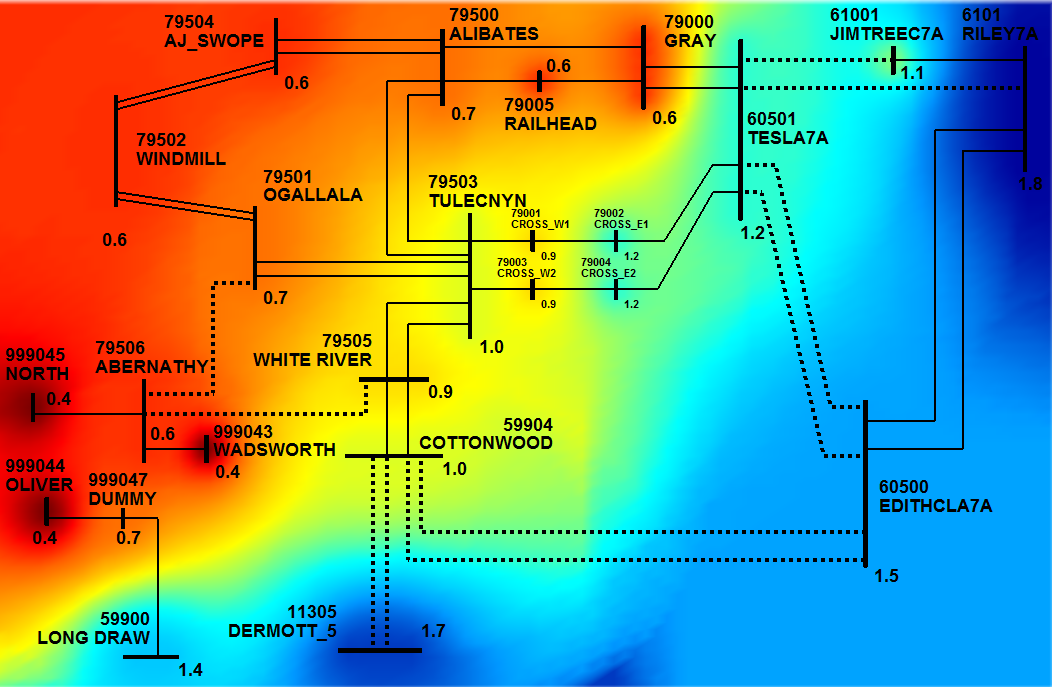 79504
AJ_SWOPE
0.6
79500
ALIBATES
0.7
0.6
79005
RAILHEAD
79000
GRAY
0.6
61001
JIMTREEC7A
1.1
6101
RILEY7A
1.8
60501
TESLA7A
1.2
79502
WINDMILL
0.6
79501
OGALLALA
0.7
79503
TULECNYN
1.0
79001
CROSS_W1
0.9
79002
CROSS_E1
1.2
79003
CROSS_W2
0.9
79004
CROSS_E2
1.2
79505
WHITE RIVER
0.9
999045
NORTH
0.4
79506
ABERNATHY
0.6
999043
WADSWORTH
0.4
59904
COTTONWOOD
1.0
999044
OLIVER
0.4
999047
DUMMY
0.7
60500
EDITHCLA7A
1.5
59900
LONG DRAW
1.4
11305
DERMOTT_5
1.7